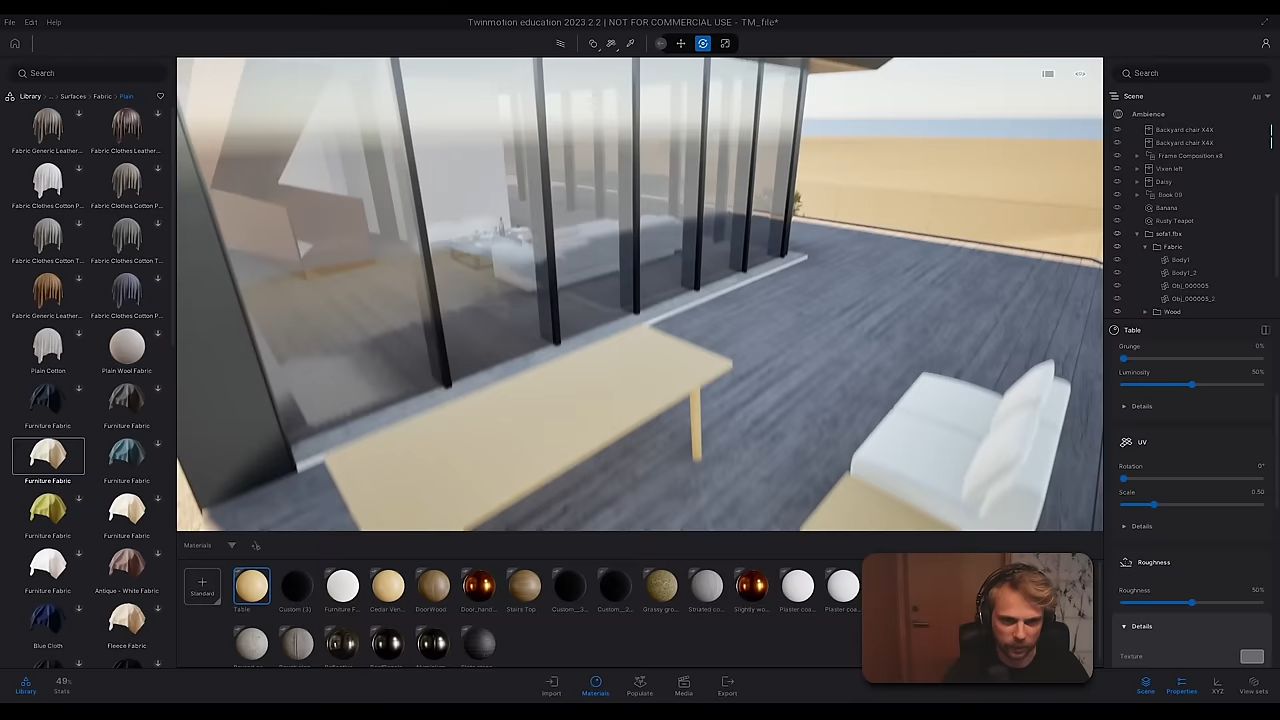 File Edit Help
Twinmotion education 2023.2.2 | NOT FOR COMMERCIAL USE - TM_file*
Search
Library › ... › Surfaces › Fabric › Plain
Fabric Generic Leather...
Fabric Clothes Leather...
Fabric Clothes Cotton P...
Fabric Clothes Cotton P...
Fabric Clothes Cotton T...
Fabric Clothes Cotton T...
Fabric Generic Leather...
Fabric Clothes Cotton P...
Plain Cotton
Plain Wool Fabric
Furniture Fabric
Furniture Fabric
Furniture Fabric
Furniture Fabric
Furniture Fabric
Furniture Fabric
Furniture Fabric
Antique - White Fabric
Blue Cloth
Fleece Fabric
Library
49%
Stats
Materials
Standard
Table
Custom (3)
Furniture F...
Cedar Ven...
DoorWood
Door_hand...
Stairs Top
Custom__3...
Custom__2...
Grassy gro...
Striated co...
Slightly wo...
Plaster coa...
Plaster coa...
Import
Materials
Populate
Media
Export
Search
Scene
All
Ambience
Backyard chair X4X
Backyard chair X4X
Frame Composition x8
Vixen left
Daisy
Book 09
Banana
Rusty Teapot
sofa1.fbx
Fabric
Body1
Body1_2
Obj_000005
Obj_000005_2
Wood
Table
Grunge 0%
Luminosity 50%
Details
UV
Rotation 0°
Scale 0.50
Details
Roughness
Roughness 50%
Details
Texture
Scene
Properties
XYZ
View sets